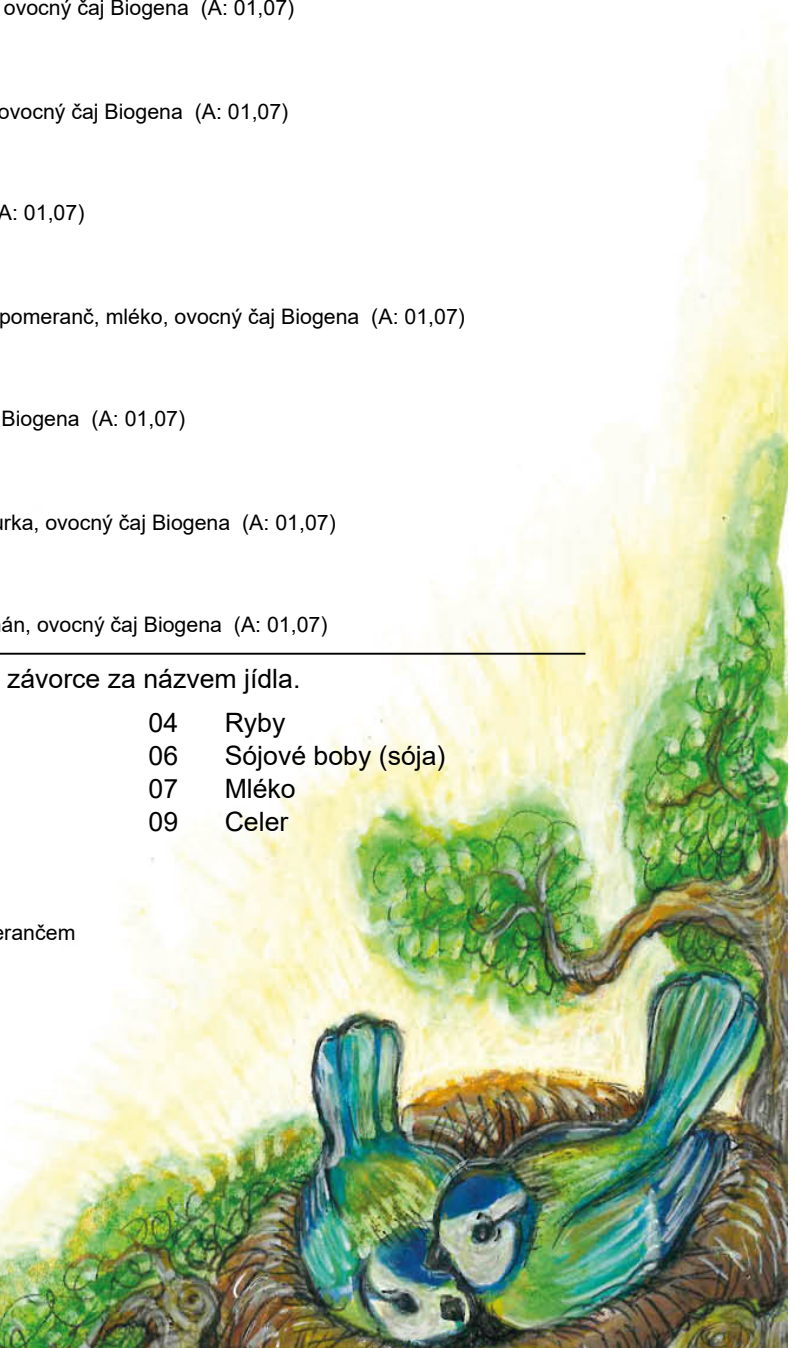 ovocný čaj Biogena (A: 01,07)
ovocný čaj Biogena (A: 01,07)
A: 01,07)
pomeranč, mléko, ovocný čaj Biogena (A: 01,07)
Biogena (A: 01,07)
urka, ovocný čaj Biogena (A: 01,07)
án, ovocný čaj Biogena (A: 01,07)
závorce za názvem jídla.
04 Ryby
06 Sójové boby (sója)
07 Mléko
09 Celer
erančem